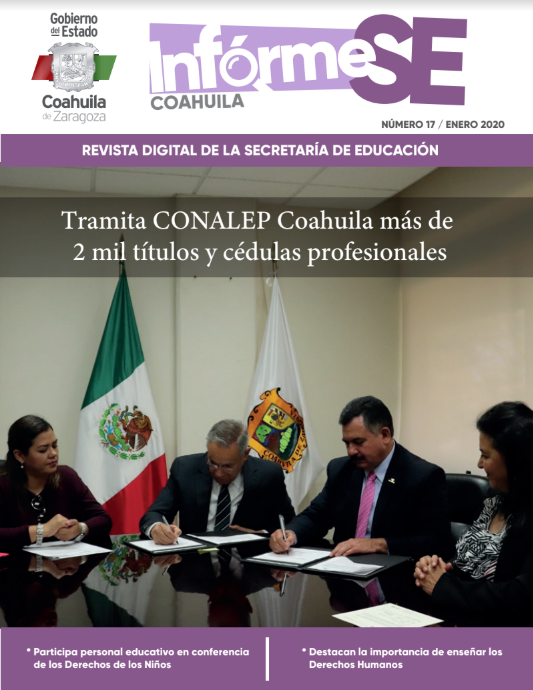 Gobierno
del Estado
Coahuila
de Zaragoza
InfórmeSE
COAHUILA
NÚMERO 17 / ENERO 2020
REVISTA DIGITAL DE LA SECRETARÍA DE EDUCACIÓN
Tramita CONALEP Coahuila más de
2 mil títulos y cédulas profesionales
* Participa personal educativo en conferencia
de los Derechos de los Niños
* Destacan la importancia de enseñar los
Derechos Humanos